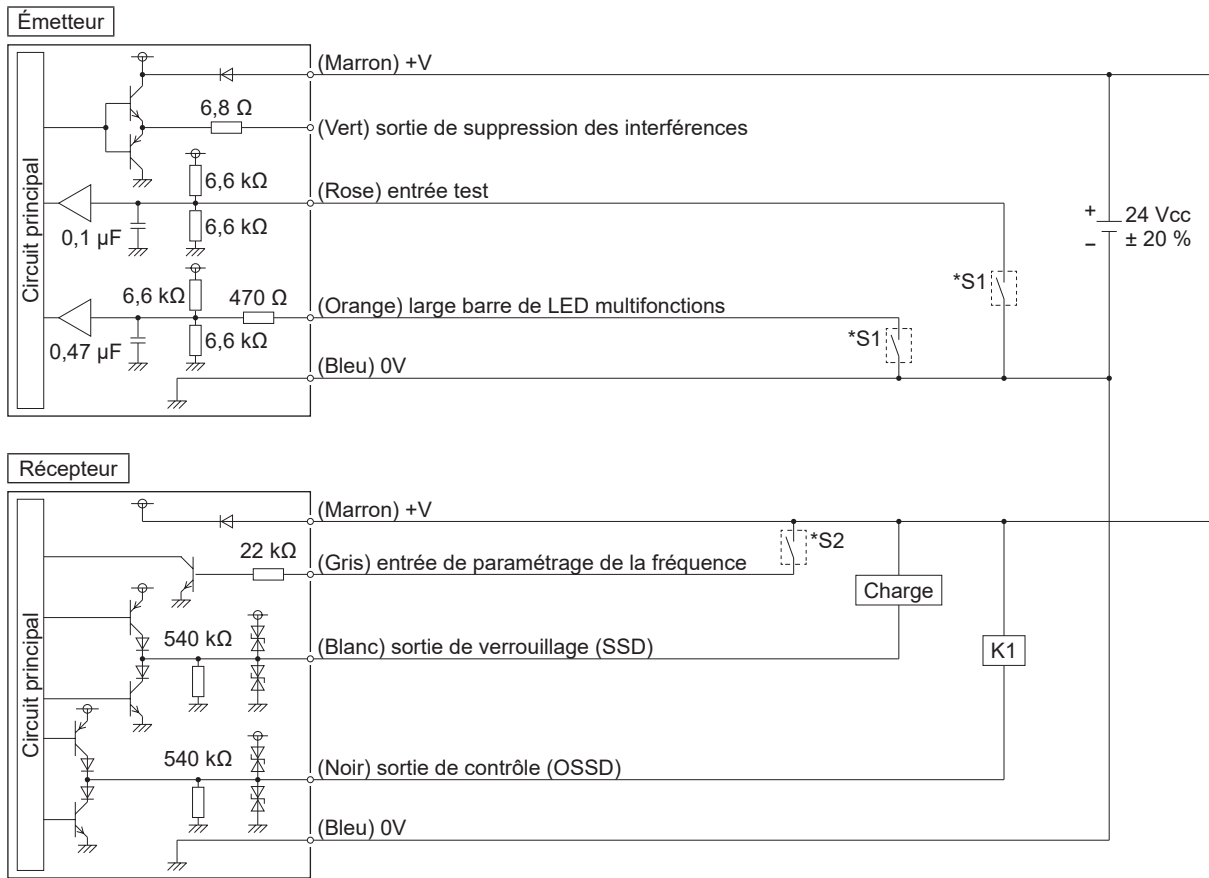 Émetteur
Circuit principal
(Marron) +V
6,8 Ω
(Vert) sortie de suppression des interférences
6,6 kΩ
(Rose) entrée test
0,1 µF
6,6 kΩ
+
−
24 Vcc
± 20 %
*S1
6,6 kΩ
470 Ω
(Orange) large barre de LED multifonctions
0,47 µF
6,6 kΩ
*S1
(Bleu) 0V
Récepteur
Circuit principal
(Marron) +V
*S2
22 kΩ
(Gris) entrée de paramétrage de la fréquence
Charge
540 kΩ
(Blanc) sortie de verrouillage (SSD)
K1
540 kΩ
(Noir) sortie de contrôle (OSSD)
(Bleu) 0V